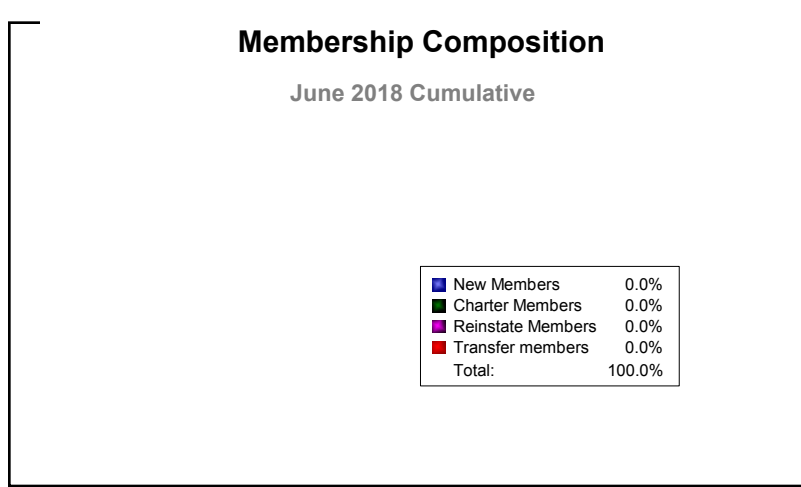 Membership Composition
June 2018 Cumulative
New Members 0.0%
Charter Members 0.0%
Reinstate Members 0.0%
Transfer members 0.0%
Total: 100.0%